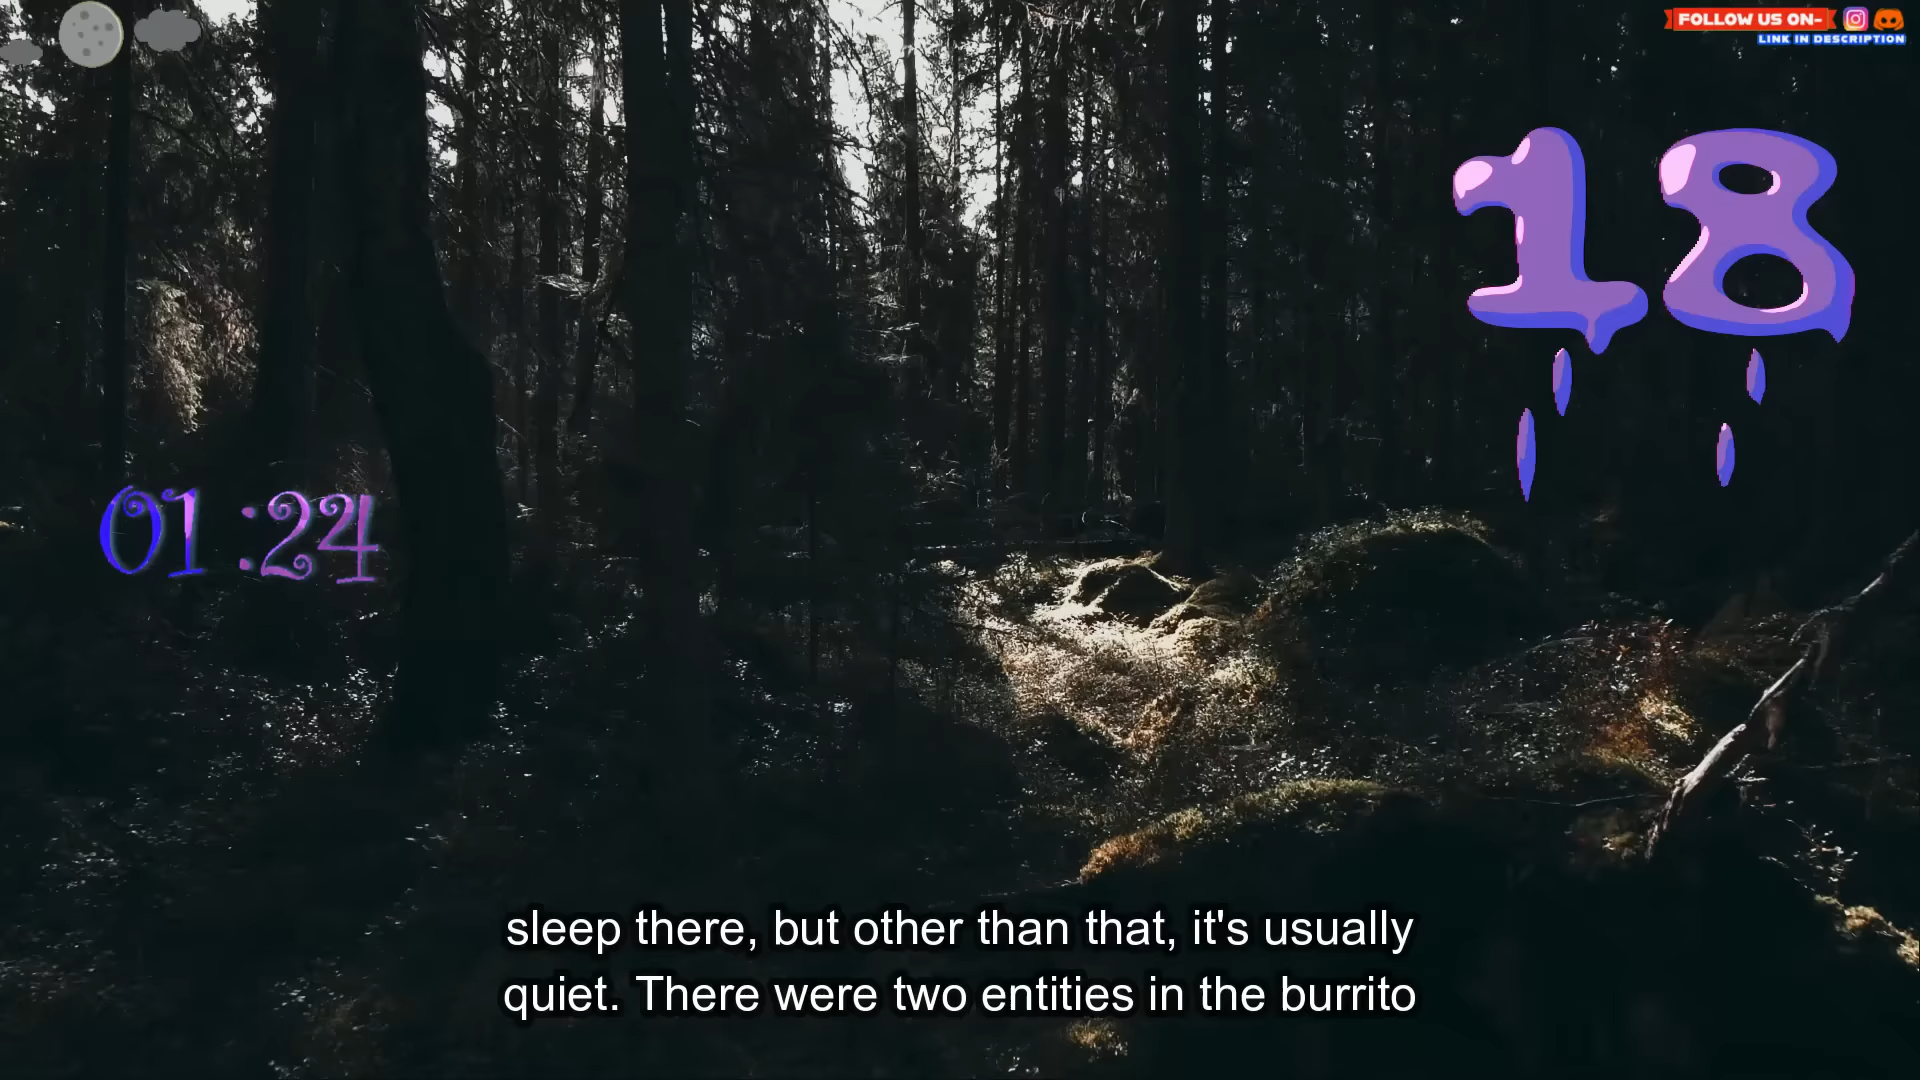 FOLLOW US ON-
LINK IN DESCRIPTION
18
01:24
sleep there, but other than that, it's usually
quiet. There were two entities in the burrito